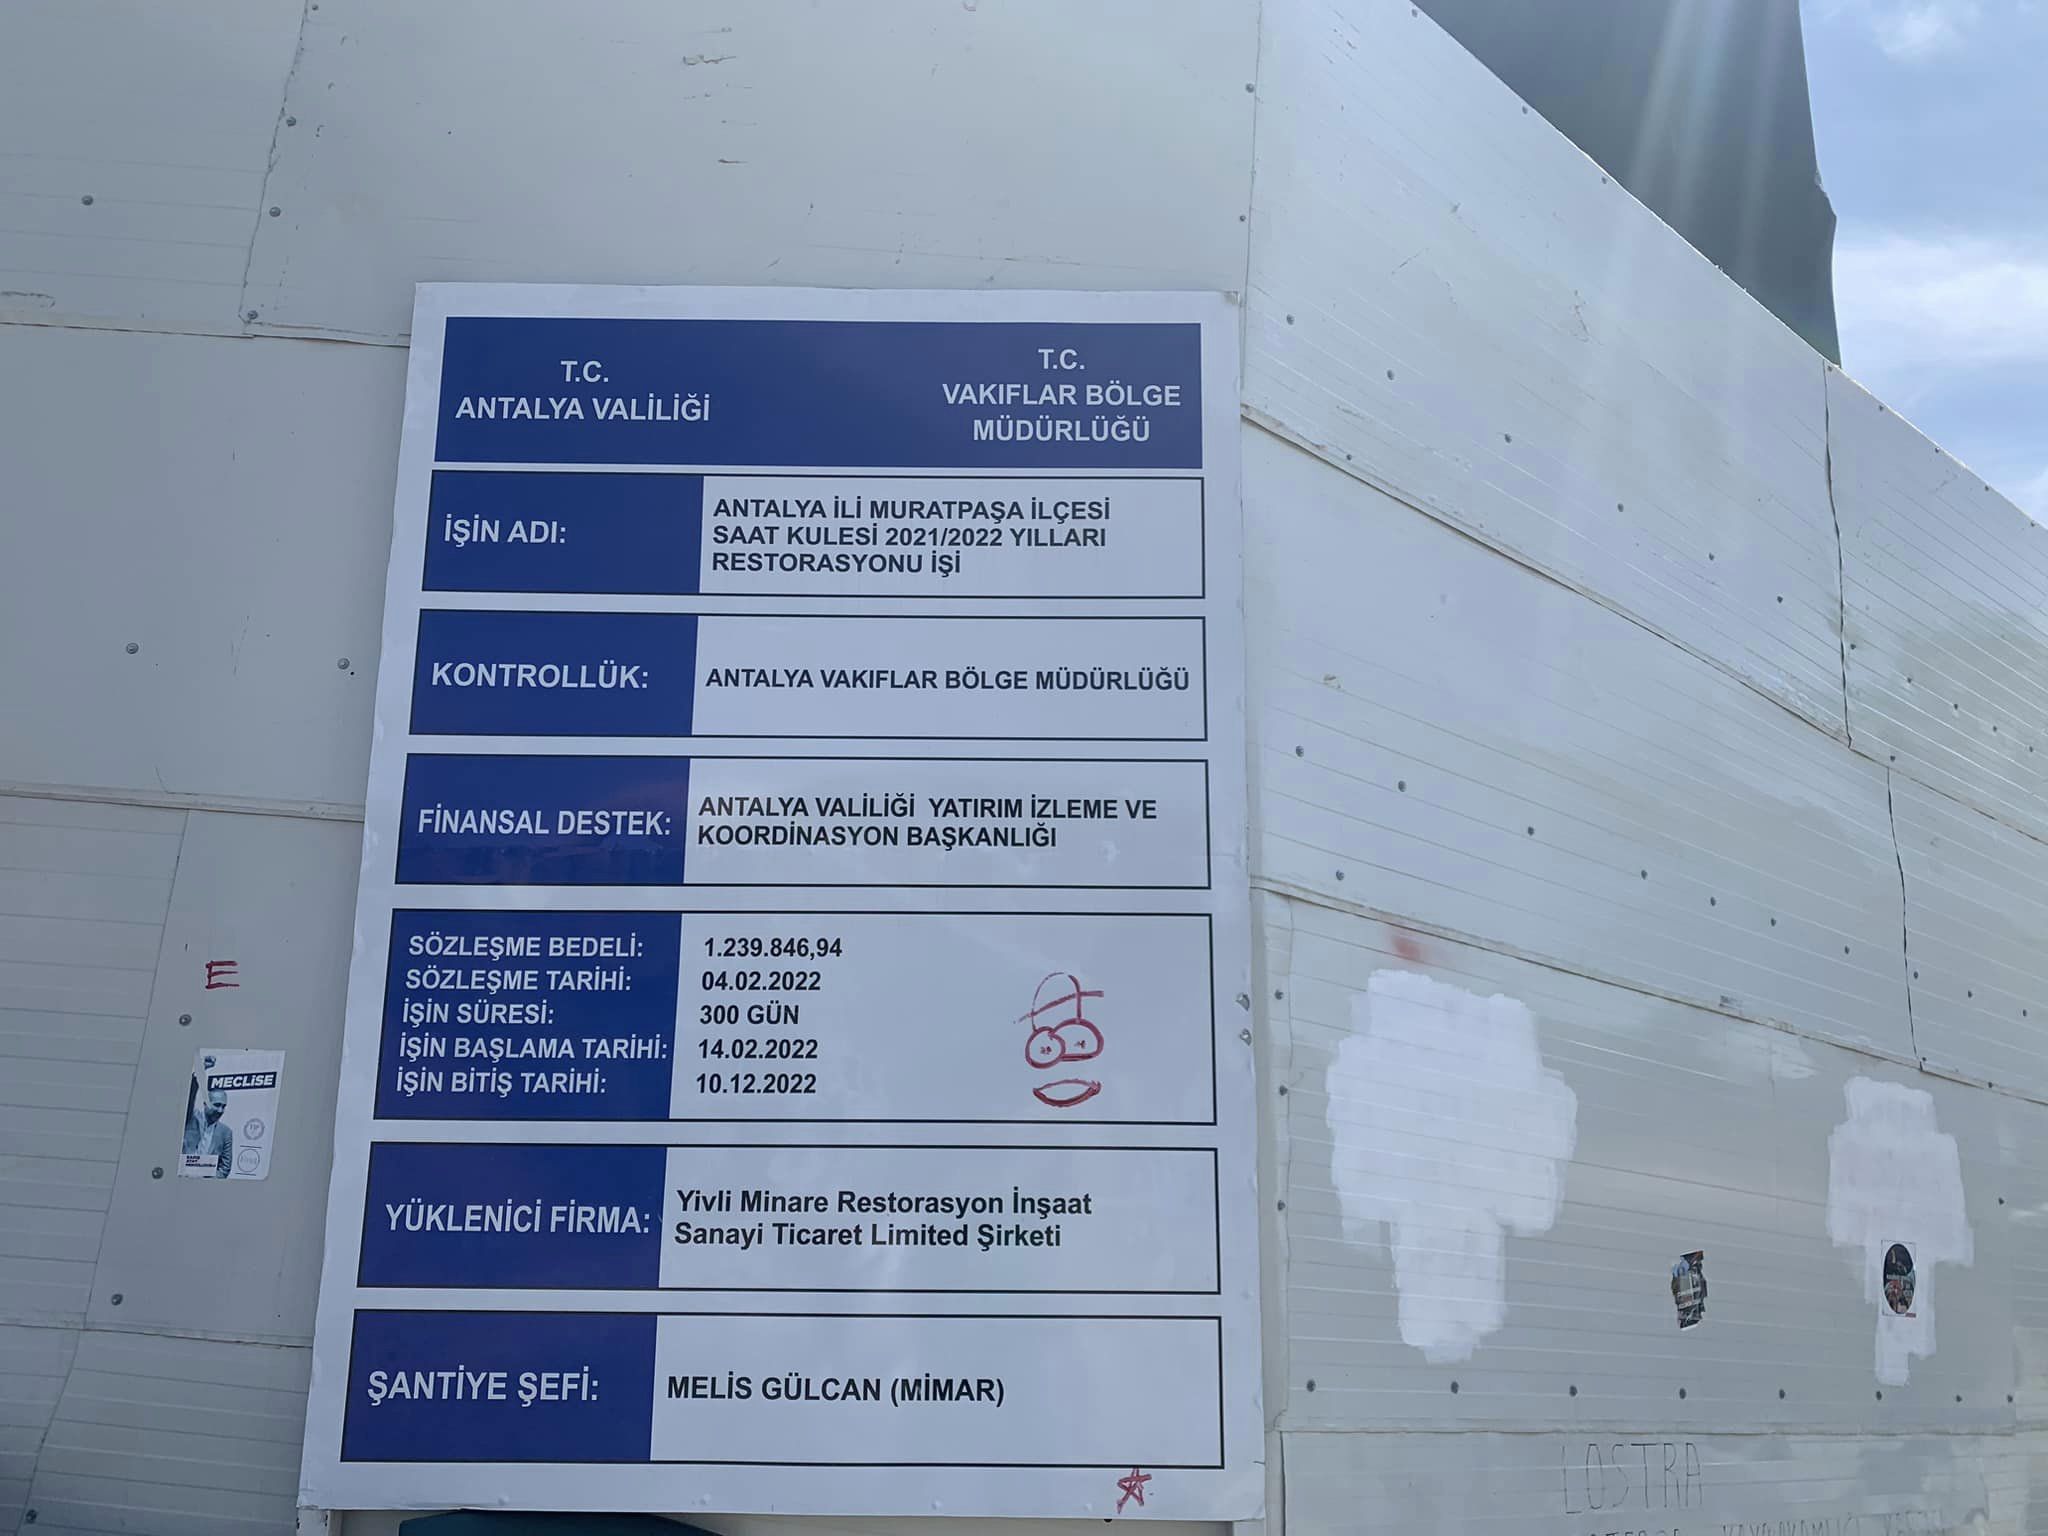 T.C.
ANTALYA VALİLİĞİ
T.C.
VAKIFLAR BÖLGE
MÜDÜRLÜĞÜ
İŞİN ADI:
ANTALYA İLİ MURATPAŞA İLÇESİ
SAAT KULESİ 2021/2022 YILLARI
RESTORASYONU İŞİ
KONTROLLÜK:
ANTALYA VAKIFLAR BÖLGE MÜDÜRLÜĞÜ
FİNANSAL DESTEK:
ANTALYA VALİLİĞİ YATIRIM İZLEME VE
KOORDİNASYON BAŞKANLIĞI
SÖZLEŞME BEDELİ: 1.239.846,94
SÖZLEŞME TARİHİ: 04.02.2022
İŞİN SÜRESİ: 300 GÜN
İŞİN BAŞLAMA TARİHİ: 14.02.2022
İŞİN BİTİŞ TARİHİ: 10.12.2022
YÜKLENİCİ FİRMA:
Yivli Minare Restorasyon İnşaat
Sanayi Ticaret Limited Şirketi
ŞANTİYE ŞEFİ:
MELİS GÜLCAN (MİMAR)
E
MECLİSE
LOSTRA